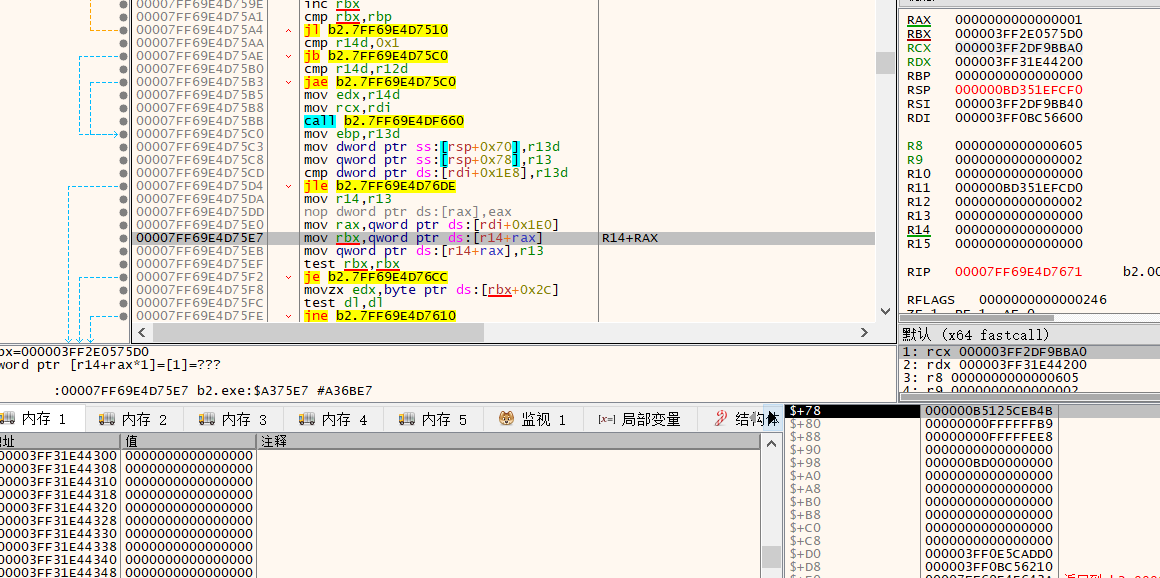 00007FF69E4D759E inc rbx
00007FF69E4D75A1 cmp rbx,rbp
00007FF69E4D75A4 jl b2.7FF69E4D7510
00007FF69E4D75AA cmp r14d,0x1
00007FF69E4D75AE jb b2.7FF69E4D75C0
00007FF69E4D75B0 cmp r14d,r12d
00007FF69E4D75B3 jae b2.7FF69E4D75C0
00007FF69E4D75B5 mov edx,r14d
00007FF69E4D75B8 mov rcx,rdi
00007FF69E4D75BB call b2.7FF69E4DF660
00007FF69E4D75C0 mov ebp,r13d
00007FF69E4D75C3 mov dword ptr ss:[rsp+0x70],r13d
00007FF69E4D75C8 mov qword ptr ss:[rsp+0x78],r13
00007FF69E4D75CD cmp dword ptr ds:[rdi+0x1E8],r13d
00007FF69E4D75D4 jle b2.7FF69E4D76DE
00007FF69E4D75DA mov r14,r13
00007FF69E4D75DD nop dword ptr ds:[rax],eax
00007FF69E4D75E0 mov rax,qword ptr ds:[rdi+0x1E0]
00007FF69E4D75E7 mov rbx,qword ptr ds:[r14+rax] R14+RAX
00007FF69E4D75EB mov qword ptr ds:[r14+rax],r13
00007FF69E4D75EF test rbx,rbx
00007FF69E4D75F2 je b2.7FF69E4D76CC
00007FF69E4D75F8 movzx edx,byte ptr ds:[rbx+0x2C]
00007FF69E4D75FC test dl,dl
00007FF69E4D75FE jne b2.7FF69E4D7610
RAX 0000000000000001
RBX 000003FF2E0575D0
RCX 000003FF2DF9BBA0
RDX 000003FF31E44200
RBP 0000000000000000
RSP 000000BD351EFCF0
RSI 000003FF2DF9BB40
RDI 000003FF0BC56600
R8 0000000000000605
R9 0000000000000002
R10 0000000000000000
R11 000000BD351EFCD0
R12 0000000000000002
R13 0000000000000000
R14 0000000000000000
R15 0000000000000000
RIP 00007FF69E4D7671 b2.00
RFLAGS 0000000000000246
默认 (x64 fastcall)
1: rcx 000003FF2DF9BBA0
2: rdx 000003FF31E44200
3: r8 0000000000000605
4: r9 0000000000000002
bx=000003FF2E0575D0
word ptr [r14+rax*1]=[1]=???
:00007FF69E4D75E7 b2.exe:$A375E7 #A36BE7
内存 1 内存 2 内存 3 内存 4 内存 5 监视 1 [x=] 局部变量 结构体
址 值 注释
00003FF31E44300 0000000000000000
00003FF31E44308 0000000000000000
00003FF31E44310 0000000000000000
00003FF31E44318 0000000000000000
00003FF31E44320 0000000000000000
00003FF31E44328 0000000000000000
00003FF31E44330 0000000000000000
00003FF31E44338 0000000000000000
00003FF31E44340 0000000000000000
00003FF31E44348 0000000000000000
$+78 000000B5125CEB4B
$+80 00000000FFFFFFB9
$+88 00000000FFFFFEE8
$+90 0000000000000000
$+98 000000BD00000000
$+A0 0000000000000000
$+A8 0000000000000000
$+B0 0000000000000000
$+B8 0000000000000000
$+C0 0000000000000000
$+C8 0000000000000000
$+D0 000003FF0E5CADD0
$+D8 000003FF0BC56210